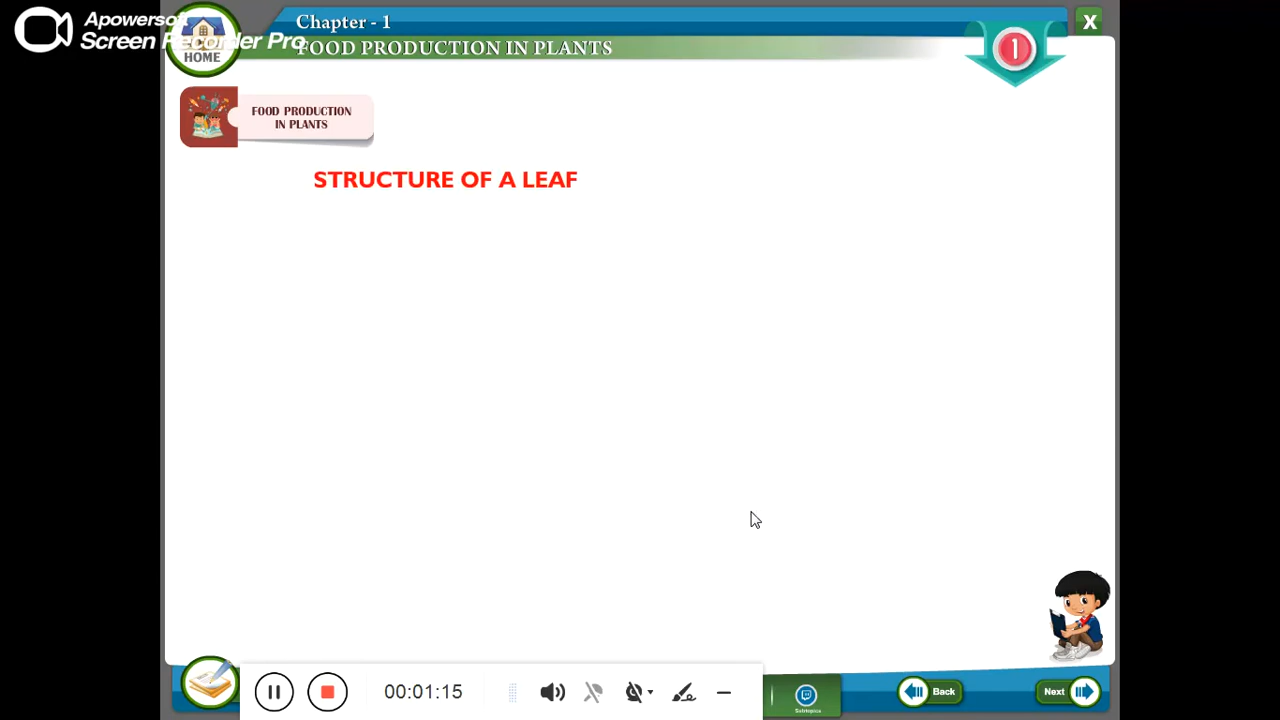 Apowersoft
Screen Recorder Pro
HOME
Chapter - 1
FOOD PRODUCTION IN PLANTS
1
X
FOOD PRODUCTION
IN PLANTS
STRUCTURE OF A LEAF
00:01:15
Subtopics
Back
Next